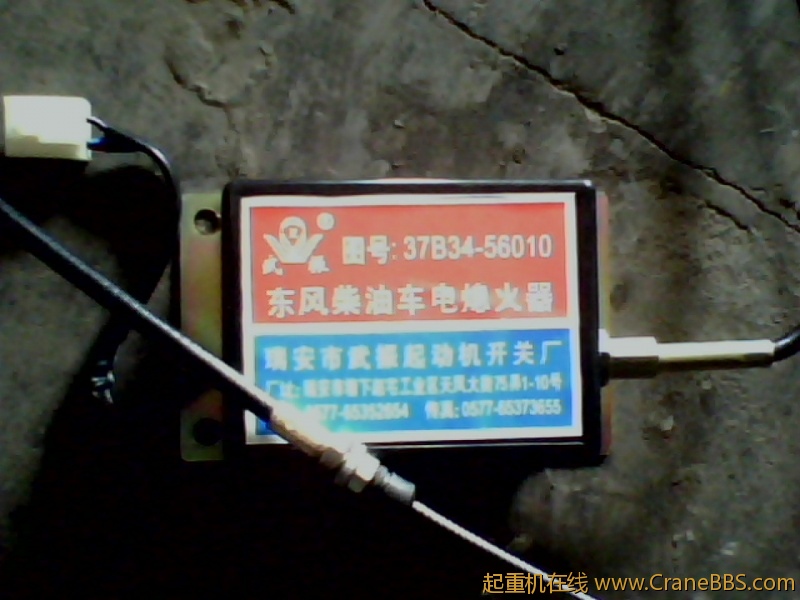 武振
图号: 37B34-56010
东风柴油车电熄火器
瑞安市武振起动机开关厂
0577-65352654 传真: 0577-65373655
起重机在线 www.CraneBBS.com